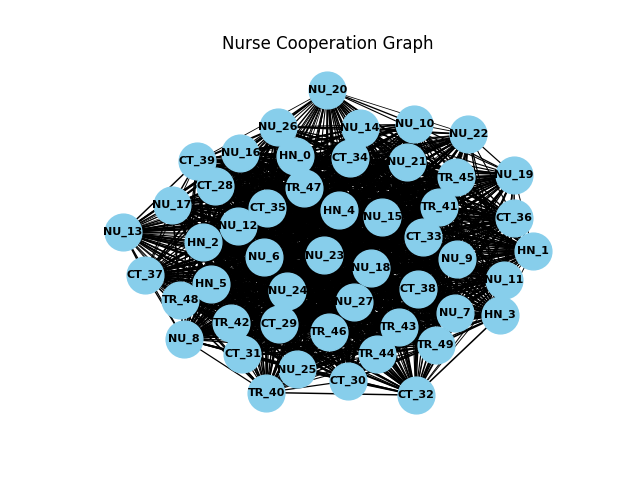 Nurse Cooperation Graph
NU_20
NU_26
NU_14
NU_10
NU_22
NU_16
HN_0
CT_34
NU_21
CT_39
NU_19
TR_45
CT_28
TR_47
NU_17
CT_35
HN_4
NU_15
TR_41
CT_36
NU_12
NU_13
CT_33
HN_2
HN_1
NU_6
NU_23
NU_9
NU_18
CT_37
NU_11
HN_5
NU_24
CT_38
TR_48
NU_27
NU_7
HN_3
TR_42
CT_29
TR_46
TR_43
NU_8
TR_49
CT_31
TR_44
NU_25
CT_30
TR_40
CT_32